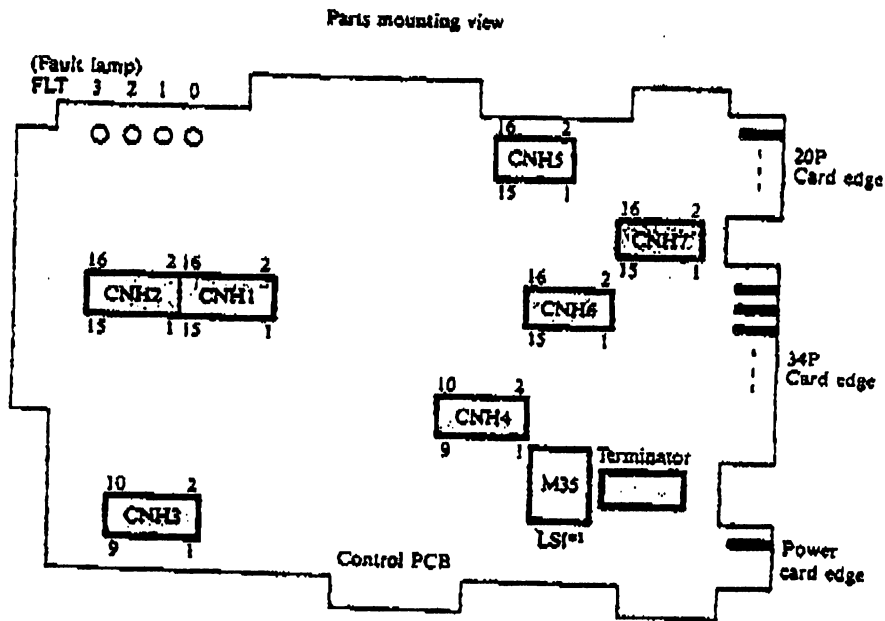 Parts mounting view
(Fault lamp)
FLT 3 2 1 0
16 2
CNH5
15 1
20P
Card edge
16 2
CNH7
15 1
16 2 16 2
CNH2 CNH1
15 1 15 1
16 2
CNH6
15 1
34P
Card edge
10 2
CNH4
9 1
Terminator
M35
LSI*1
10 2
CNH3
9 1
Control PCB
Power
card edge